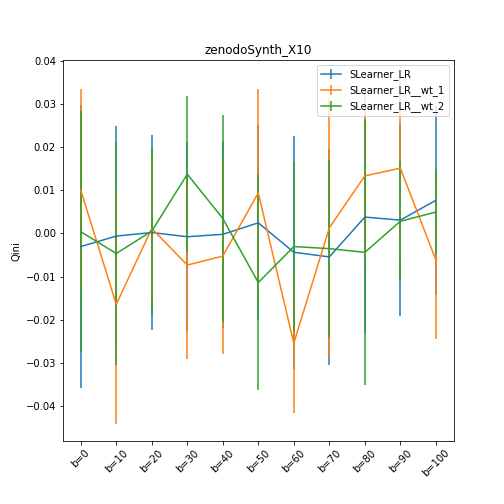 zenodoSynth_X10
SLearner_LR
SLearner_LR__wt_1
SLearner_LR__wt_2
0.04
0.03
0.02
0.01
0.00
−0.01
−0.02
−0.03
−0.04
Qini
b=0
b=10
b=20
b=30
b=40
b=50
b=60
b=70
b=80
b=90
b=100